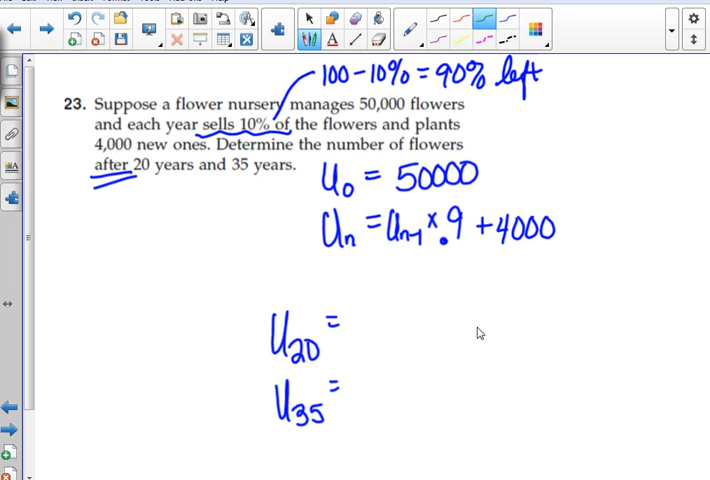 100 - 10% = 90% left
23. Suppose a flower nursery manages 50,000 flowers
and each year sells 10% of the flowers and plants
4,000 new ones. Determine the number of flowers
after 20 years and 35 years.
U₀ = 50000
Uₙ = Uₙ₋₁ × .9 + 4000
U₂₀ =
U₃₅ =